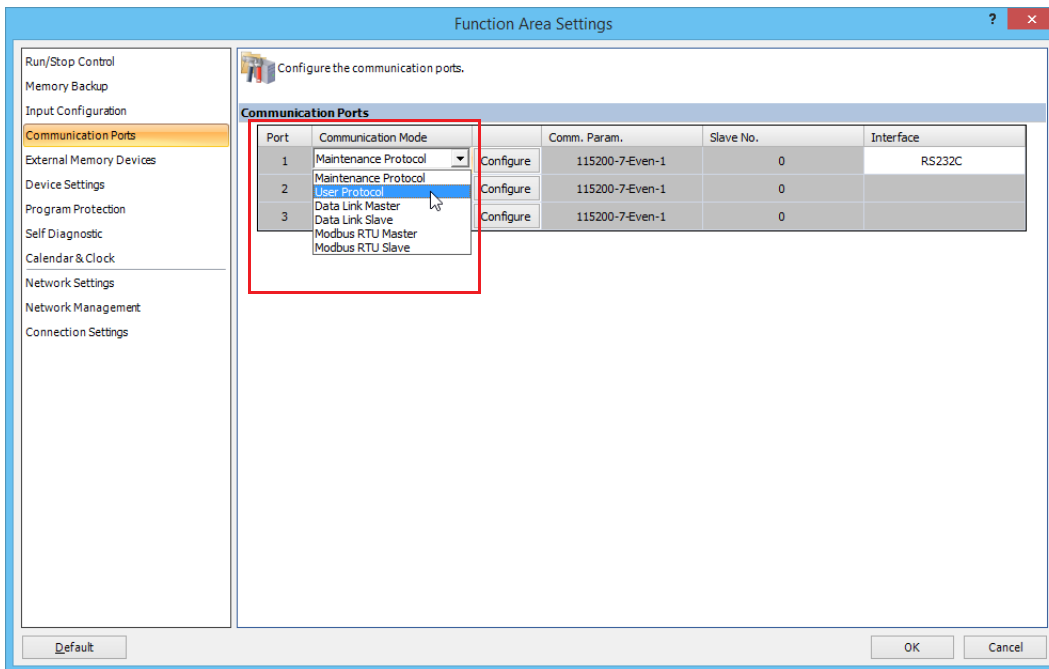 Function Area Settings
? ×
Run/Stop Control
Memory Backup
Input Configuration
Communication Ports
External Memory Devices
Device Settings
Program Protection
Self Diagnostic
Calendar & Clock
Network Settings
Network Management
Connection Settings
Configure the communication ports.
Communication Ports
Port Communication Mode Comm. Param. Slave No. Interface
1 Maintenance Protocol Configure 115200-7-Even-1 0 RS232C
2 Configure 115200-7-Even-1 0
3 Configure 115200-7-Even-1 0
Maintenance Protocol
User Protocol
Data Link Master
Data Link Slave
Modbus RTU Master
Modbus RTU Slave
Default OK Cancel